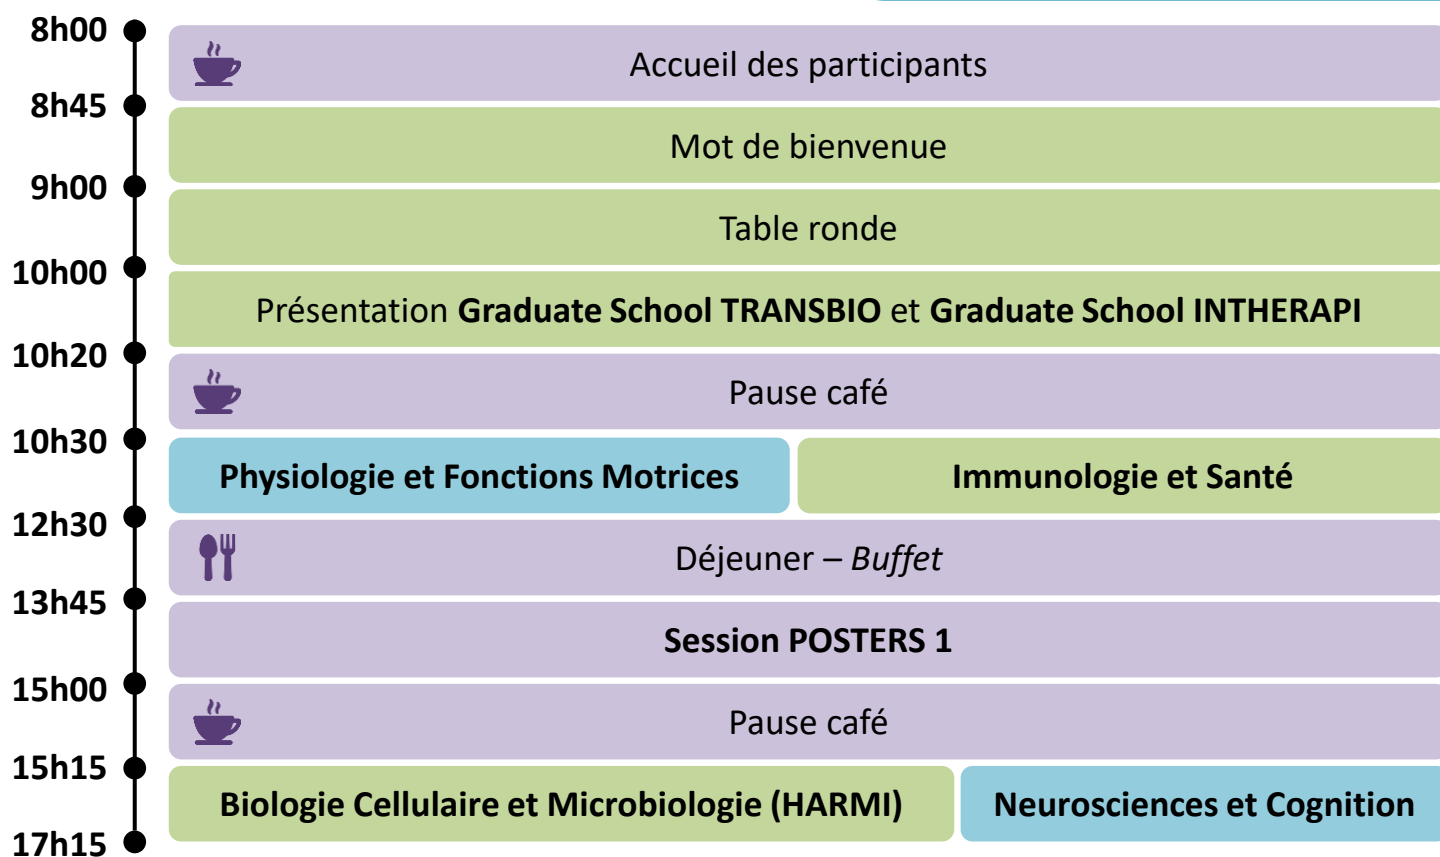 8h00
Accueil des participants
8h45
Mot de bienvenue
9h00
Table ronde
10h00
Présentation Graduate School TRANSBIO et Graduate School INTHERAPI
10h20
Pause café
10h30
Physiologie et Fonctions Motrices
Immunologie et Santé
12h30
Déjeuner – Buffet
13h45
Session POSTERS 1
15h00
Pause café
15h15
Biologie Cellulaire et Microbiologie (HARMI)
Neurosciences et Cognition
17h15